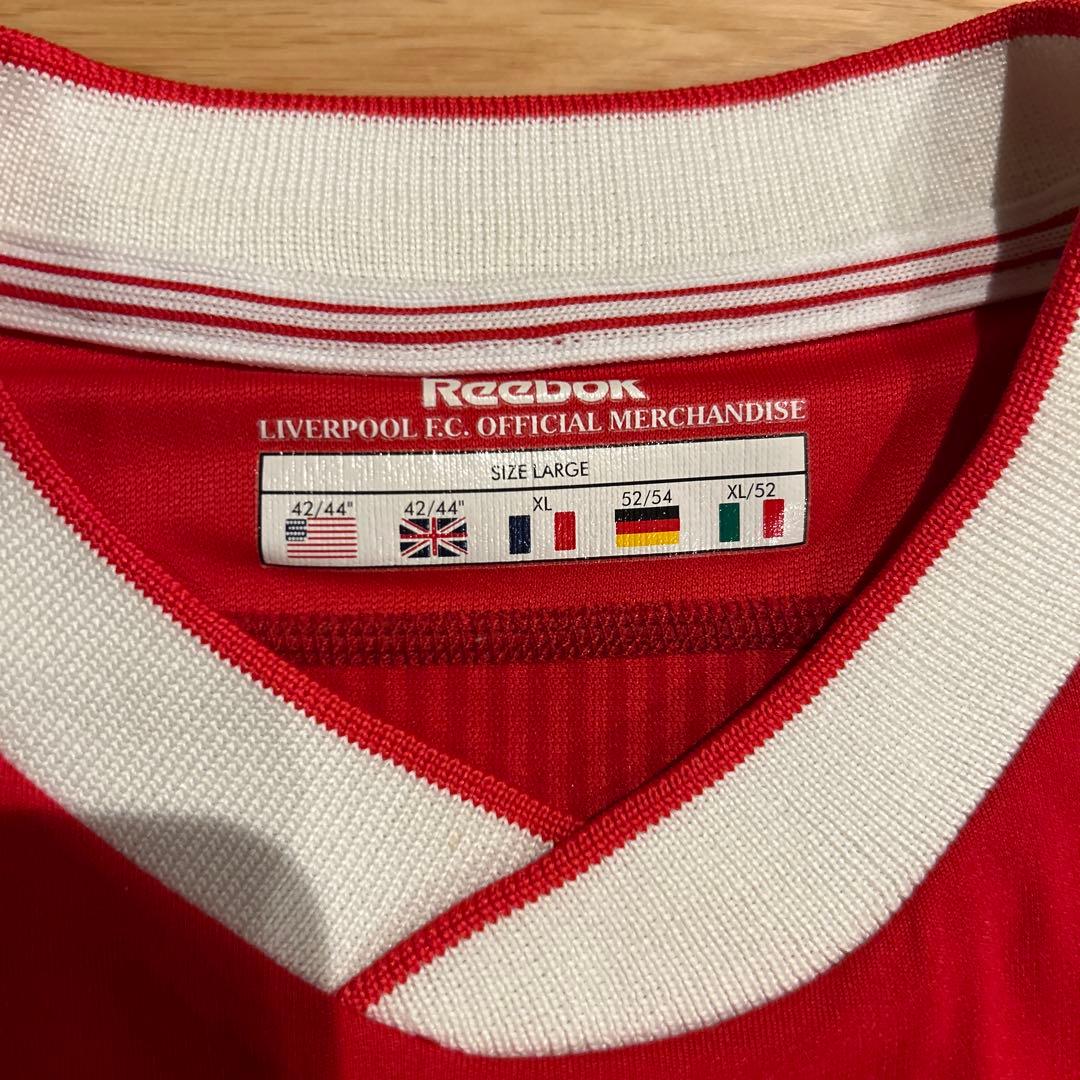 Reebok
LIVERPOOL F.C. OFFICIAL MERCHANDISE
SIZE LARGE
42/44" 42/44" XL 52/54 XL/52